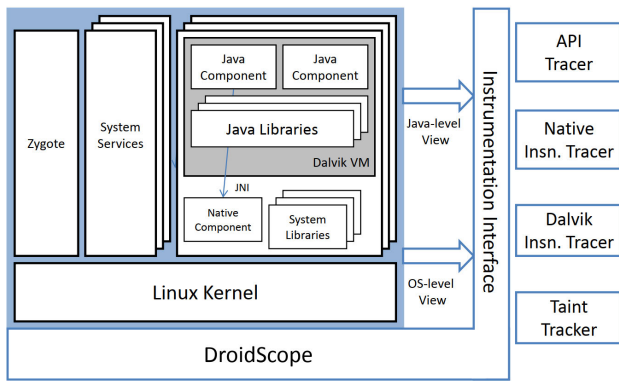 Zygote
System
Services
Java
Component
Java
Component
Java Libraries
Dalvik VM
JNI
Native
Component
System
Libraries
Linux Kernel
DroidScope
Java-level
View
OS-level
View
Instrumentation Interface
API
Tracer
Native
Insn. Tracer
Dalvik
Insn. Tracer
Taint
Tracker